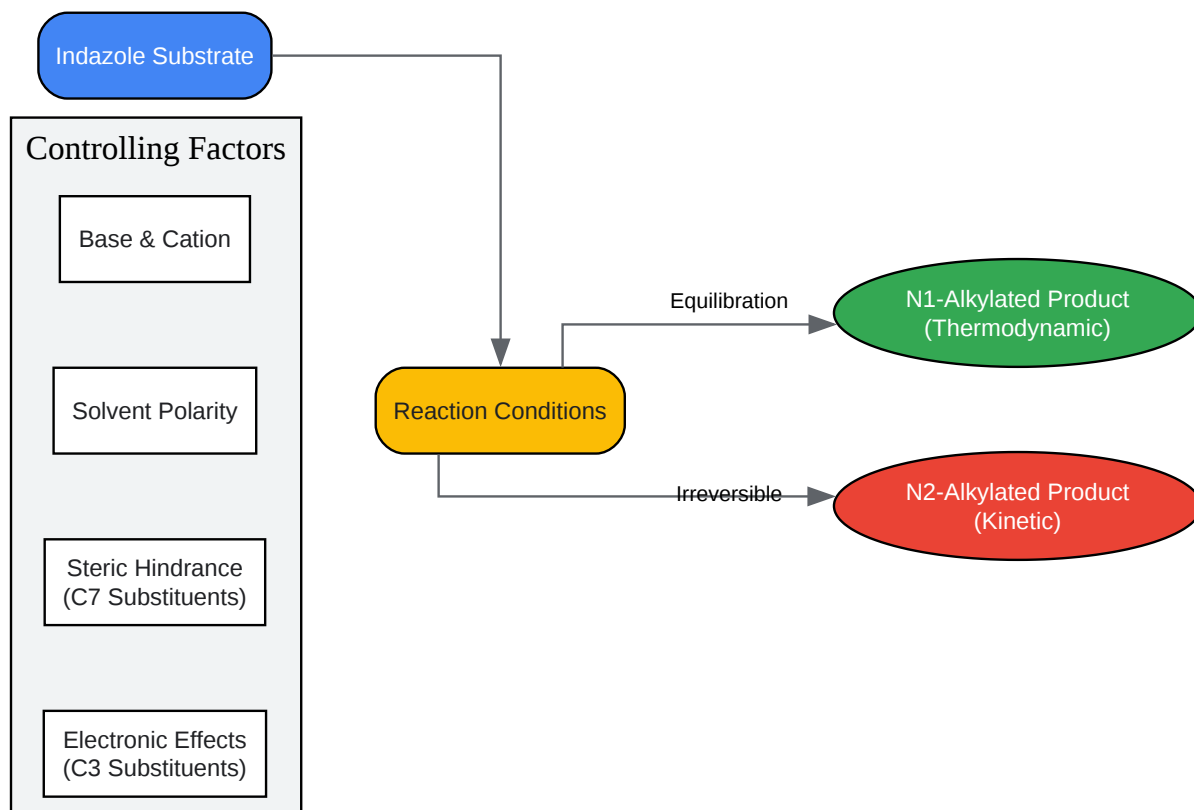 Indazole Substrate
Controlling Factors
Base & Cation
Solvent Polarity
Steric Hindrance
(C7 Substituents)
Electronic Effects
(C3 Substituents)
Reaction Conditions
Equilibration
Irreversible
N1-Alkylated Product
(Thermodynamic)
N2-Alkylated Product
(Kinetic)